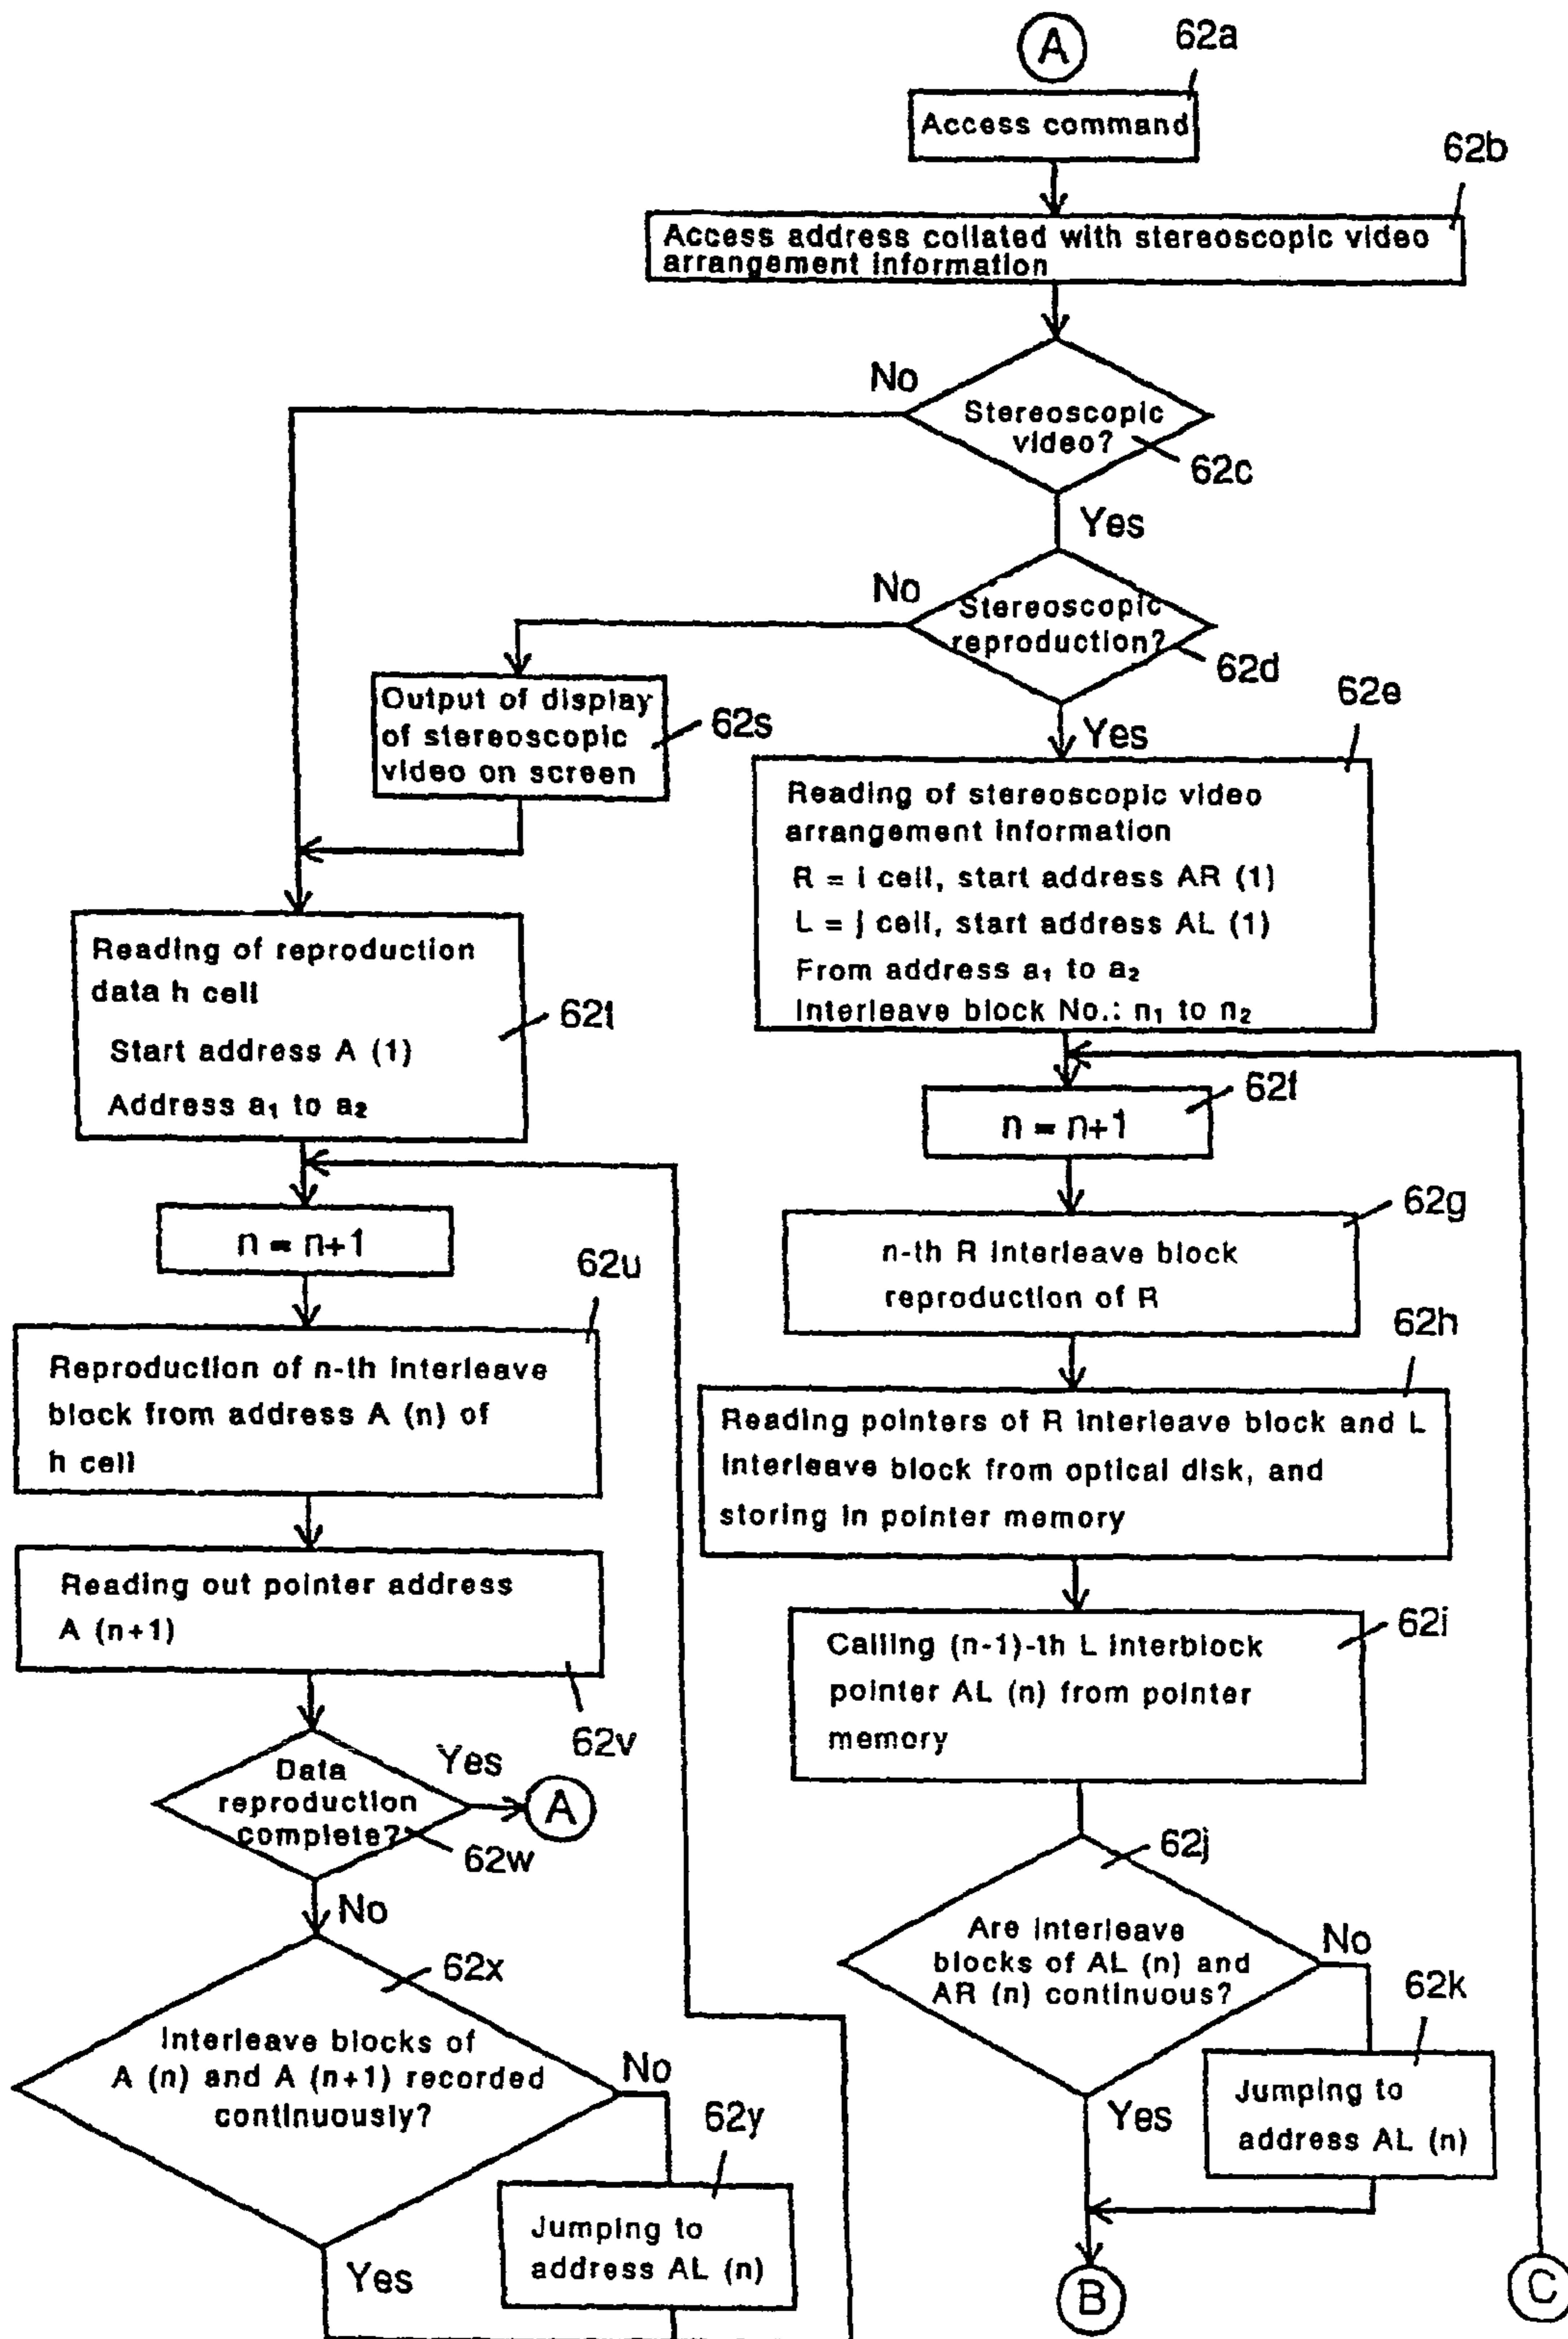 A
62a
Access command
62b
Access address collated with stereoscopic video
arrangement information
No
Stereoscopic
video?
62c
Yes
No
Stereoscopic
reproduction?
62d
Yes
Output of display
of stereoscopic
video on screen
62s
62e
Reading of stereoscopic video
arrangement information
R = i cell, start address AR (1)
L = j cell, start address AL (1)
From address a₁ to a₂
Interleave block No.: n₁ to n₂
Reading of reproduction
data h cell
Start address A (1)
Address a₁ to a₂
62t
62f
n = n+1
n = n+1
62g
n-th R interleave block
reproduction of R
62u
Reproduction of n-th interleave
block from address A (n) of
h cell
62h
Reading pointers of R interleave block and L
interleave block from optical disk, and
storing in pointer memory
Reading out pointer address
A (n+1)
62v
62i
Calling (n-1)-th L interblock
pointer AL (n) from pointer
memory
Data
reproduction
complete?
Yes
A
62w
No
62j
Are interleave
blocks of AL (n) and
AR (n) continuous?
No
62k
Jumping to
address AL (n)
Yes
B
C
62x
Interleave blocks of
A (n) and A (n+1) recorded
continuously?
No
62y
Jumping to
address AL (n)
Yes